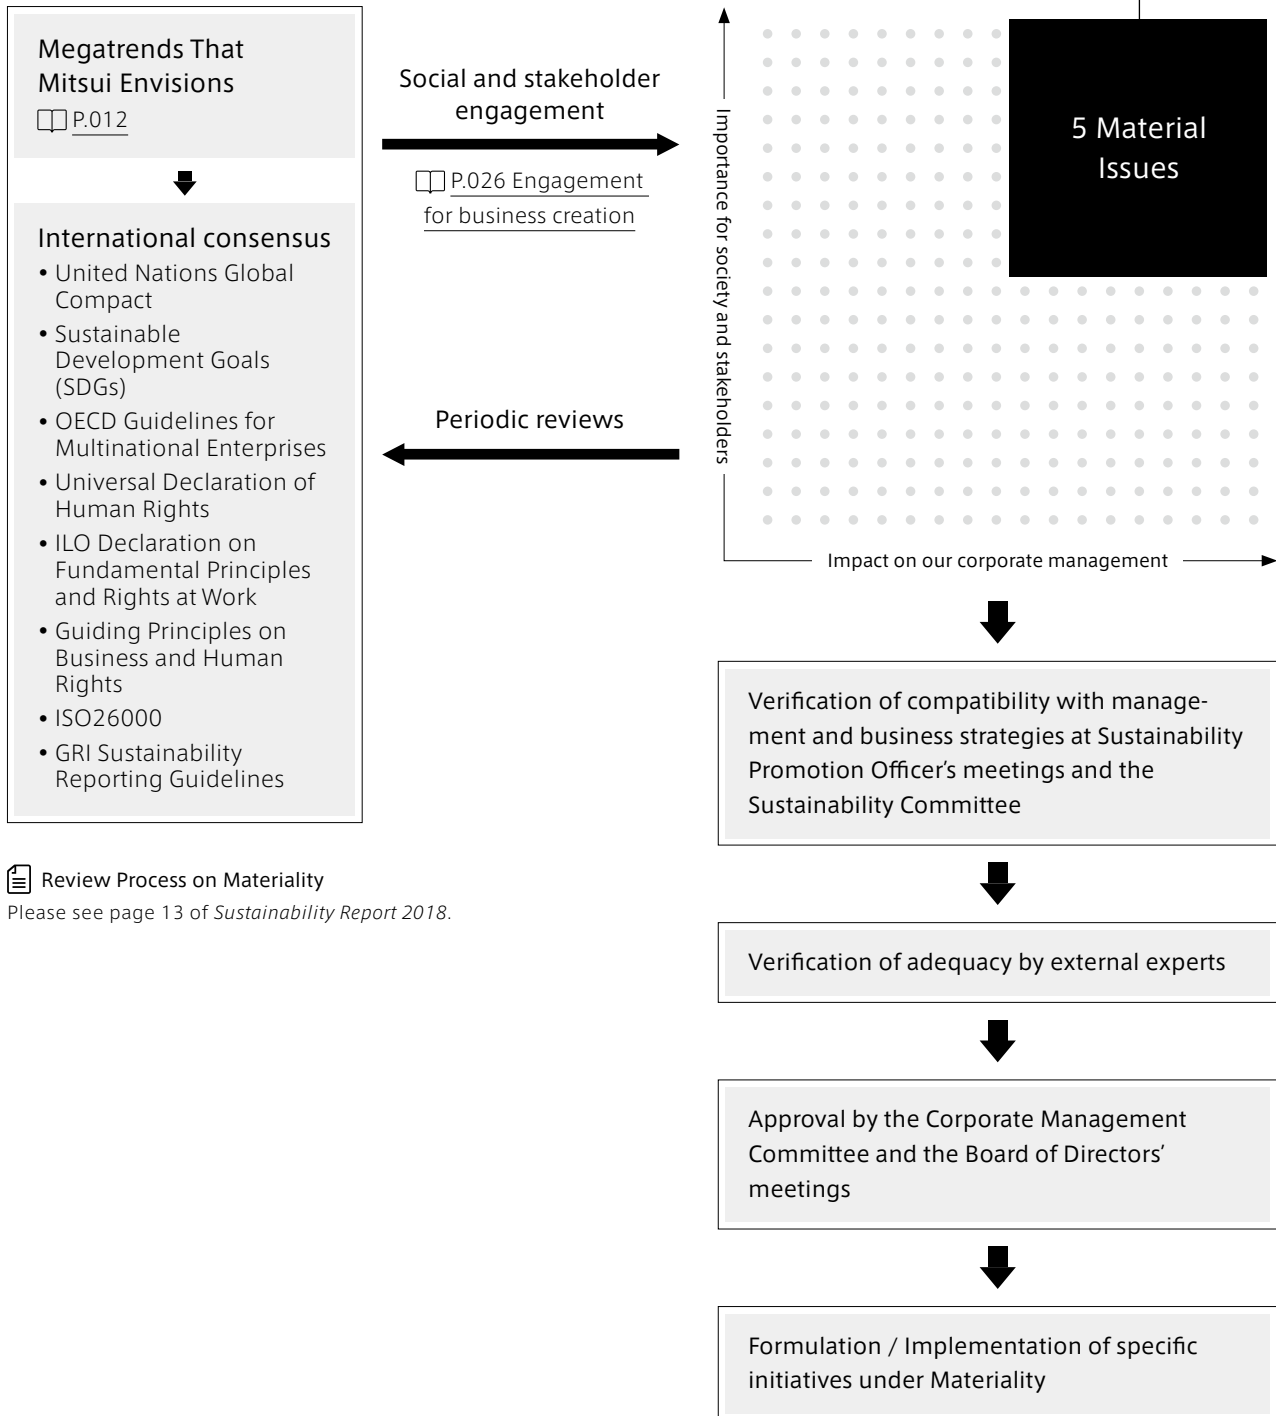 Megatrends That
Mitsui Envisions
P.012
International consensus
• United Nations Global
Compact
• Sustainable
Development Goals
(SDGs)
• OECD Guidelines for
Multinational Enterprises
• Universal Declaration of
Human Rights
• ILO Declaration on
Fundamental Principles
and Rights at Work
• Guiding Principles on
Business and Human
Rights
• ISO26000
• GRI Sustainability
Reporting Guidelines
Review Process on Materiality
Please see page 13 of Sustainability Report 2018.
Social and stakeholder
engagement
P.026 Engagement
for business creation
Periodic reviews
Importance for society and stakeholders
5 Material
Issues
Impact on our corporate management
Verification of compatibility with manage-
ment and business strategies at Sustainability
Promotion Officer’s meetings and the
Sustainability Committee
Verification of adequacy by external experts
Approval by the Corporate Management
Committee and the Board of Directors’
meetings
Formulation / Implementation of specific
initiatives under Materiality